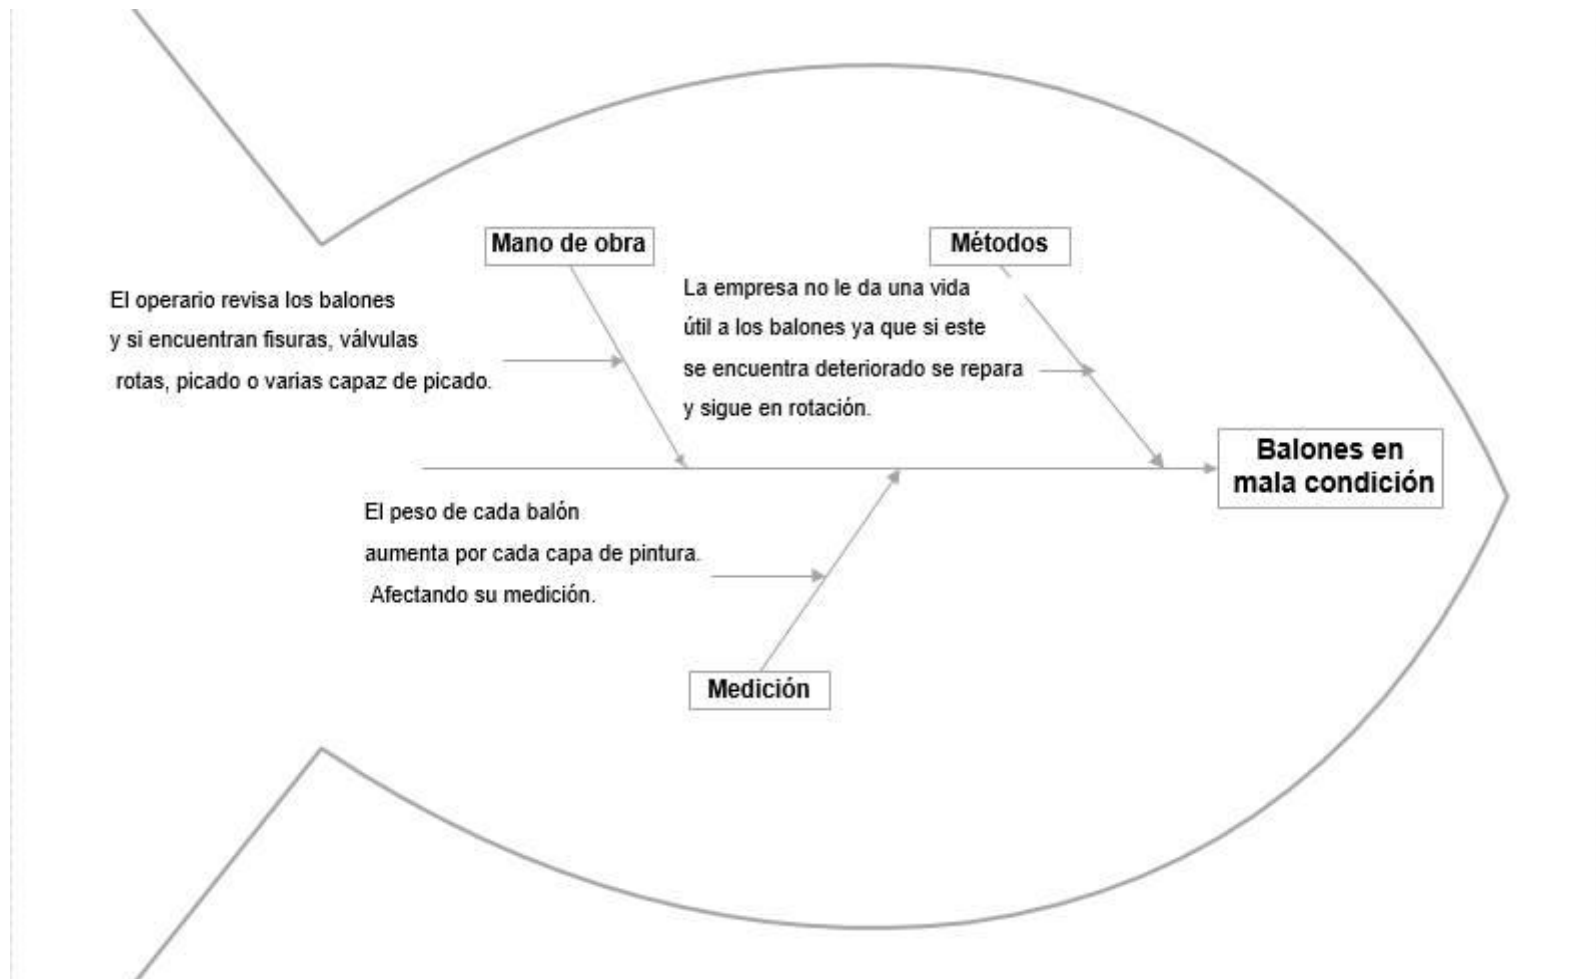 Mano de obra
Métodos
El operario revisa los balones
y si encuentran fisuras, válvulas
rotas, picado o varias capaz de picado.
La empresa no le da una vida
útil a los balones ya que si este
se encuentra deteriorado se repara
y sigue en rotación.
Balones en
mala condición
El peso de cada balón
aumenta por cada capa de pintura.
Afectando su medición.
Medición